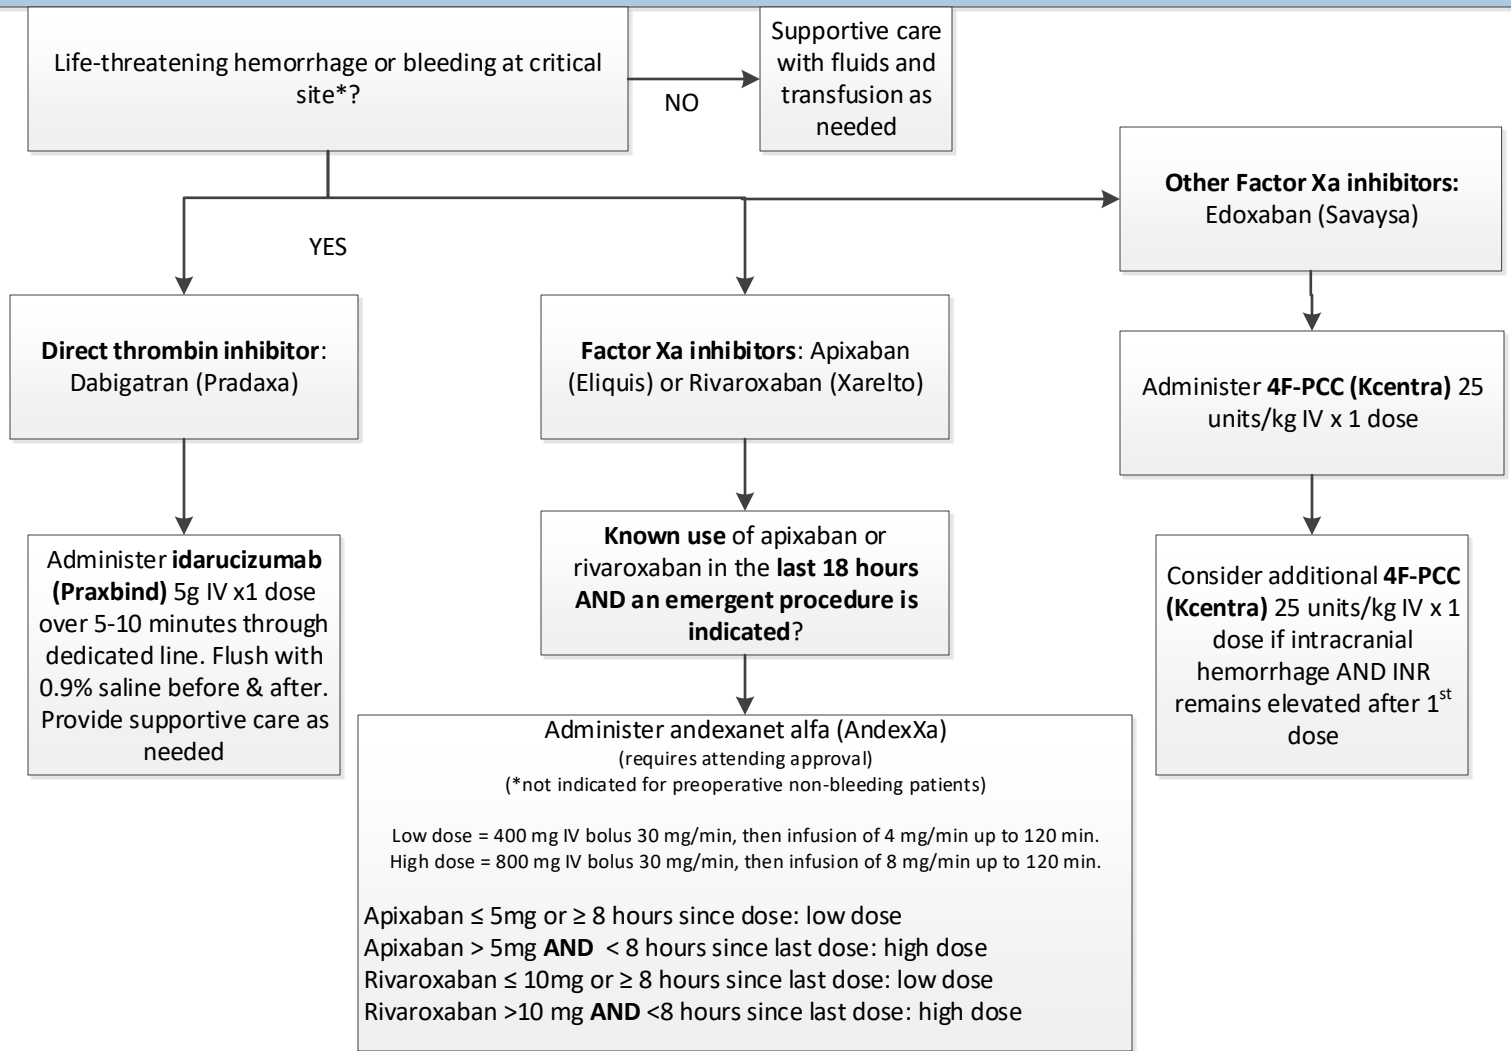 Life-threatening hemorrhage or bleeding at critical
site*?
NO
Supportive care
with fluids and
transfusion as
needed
YES
Direct thrombin inhibitor:
Dabigatran (Pradaxa)
Administer idarucizumab
(Praxbind) 5g IV x1 dose
over 5-10 minutes through
dedicated line. Flush with
0.9% saline before & after.
Provide supportive care as
needed
Factor Xa inhibitors: Apixaban
(Eliquis) or Rivaroxaban (Xarelto)
Known use of apixaban or
rivaroxaban in the last 18 hours
AND an emergent procedure is
indicated?
Administer andexanet alfa (AndexXa)
(requires attending approval)
(*not indicated for preoperative non-bleeding patients)
Low dose = 400 mg IV bolus 30 mg/min, then infusion of 4 mg/min up to 120 min.
High dose = 800 mg IV bolus 30 mg/min, then infusion of 8 mg/min up to 120 min.
Apixaban ≤ 5mg or ≥ 8 hours since dose: low dose
Apixaban > 5mg AND < 8 hours since last dose: high dose
Rivaroxaban ≤ 10mg or ≥ 8 hours since last dose: low dose
Rivaroxaban >10 mg AND <8 hours since last dose: high dose
Other Factor Xa inhibitors:
Edoxaban (Savaysa)
Administer 4F-PCC (Kcentra) 25
units/kg IV x 1 dose
Consider additional 4F-PCC
(Kcentra) 25 units/kg IV x 1
dose if intracranial
hemorrhage AND INR
remains elevated after 1st
dose